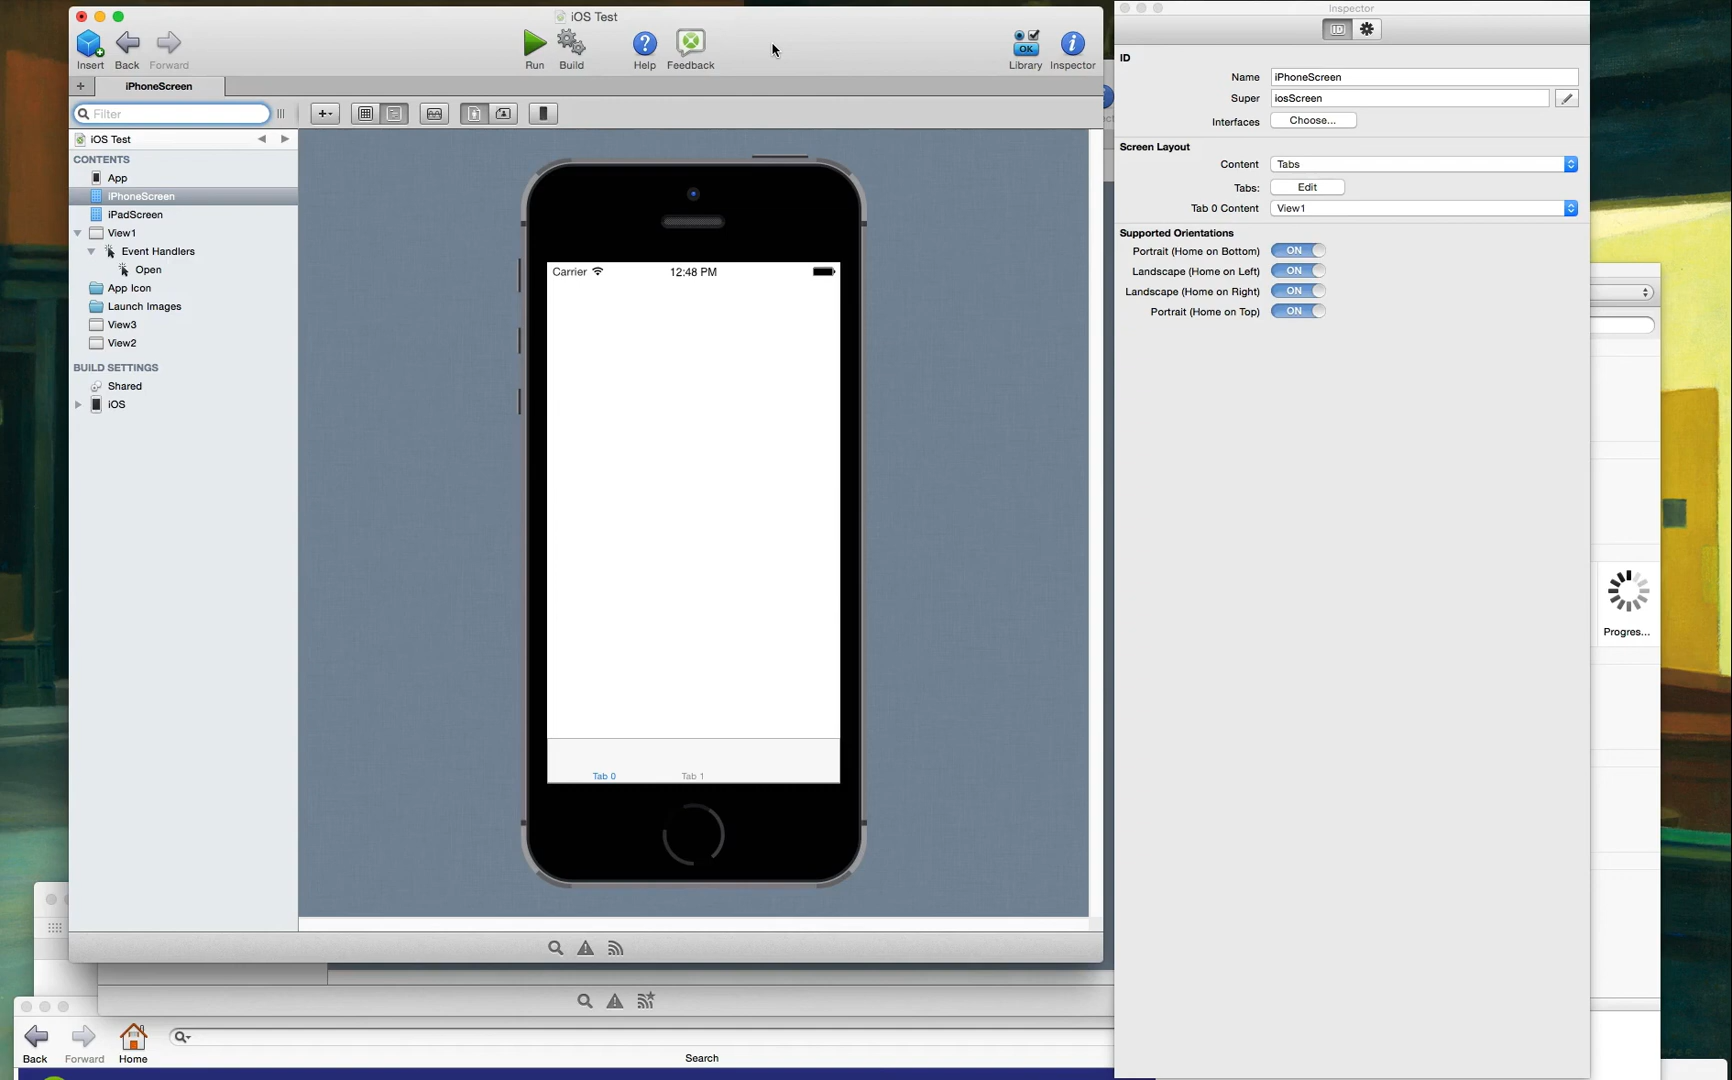 iOS Test
Inspector
Insert
Back
Forward
Run
Build
Help
Feedback
Library
Inspector
iPhoneScreen
Filter
iOS Test
CONTENTS
App
iPhoneScreen
iPadScreen
View1
Event Handlers
Open
App Icon
Launch Images
View3
View2
BUILD SETTINGS
Shared
iOS
Carrier
12:48 PM
Tab 0
Tab 1
ID
Name iPhoneScreen
Super iosScreen
Interfaces Choose...
Screen Layout
Content Tabs
Tabs: Edit
Tab 0 Content View1
Supported Orientations
Portrait (Home on Bottom) ON
Landscape (Home on Left) ON
Landscape (Home on Right) ON
Portrait (Home on Top) ON
Progres...
Back
Forward
Home
Search